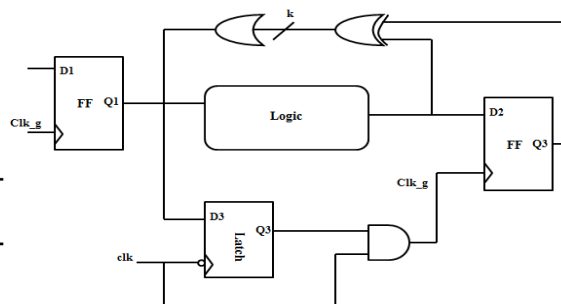 k
D1
FF
Q1
Clk_g
Logic
D2
FF
Q3
Clk_g
D3
Q3
Latch
clk